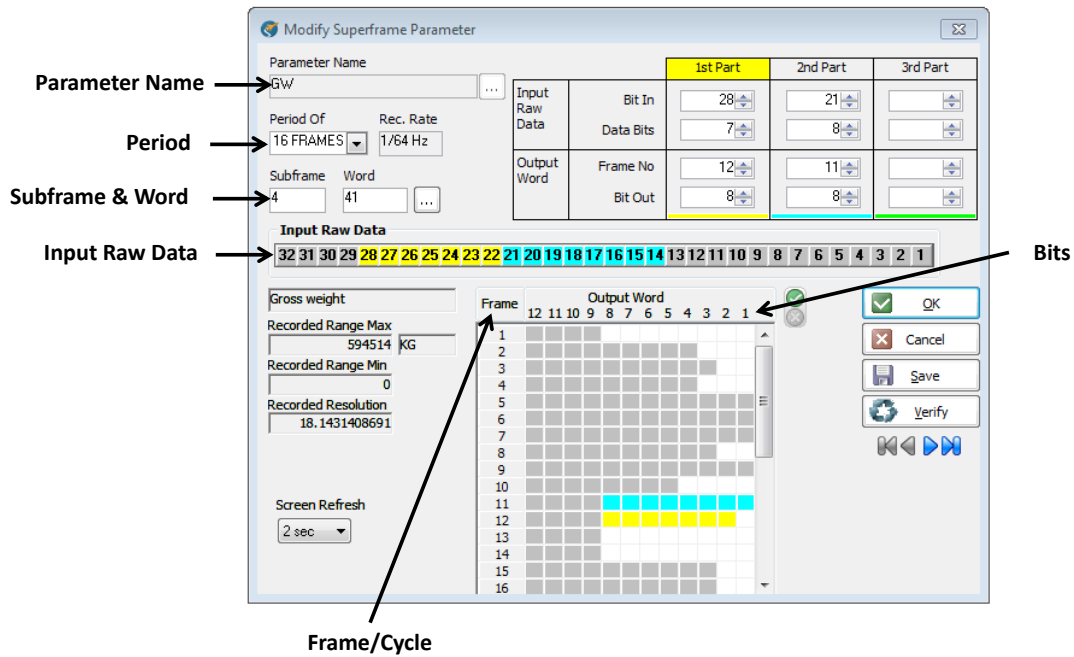 Modify Superframe Parameter
Parameter Name
Period
Subframe & Word
Input Raw Data
Bits
Frame/Cycle
Parameter Name
GW ...
Period Of Rec. Rate
16 FRAMES 1/64 Hz
Subframe Word
4 41 ...
1st Part 2nd Part 3rd Part
Input Raw Data
Bit In 28 21
Data Bits 7 8
Output Word
Frame No 12 11
Bit Out 8 8
Input Raw Data
32 31 30 29 28 27 26 25 24 23 22 21 20 19 18 17 16 15 14 13 12 11 10 9 8 7 6 5 4 3 2 1
Gross weight
Recorded Range Max
594514 KG
Recorded Range Min
0
Recorded Resolution
18.1431408691
Screen Refresh
2 sec
Frame Output Word
12 11 10 9 8 7 6 5 4 3 2 1
1
2
3
4
5
6
7
8
9
10
11
12
13
14
15
16
OK
Cancel
Save
Verify